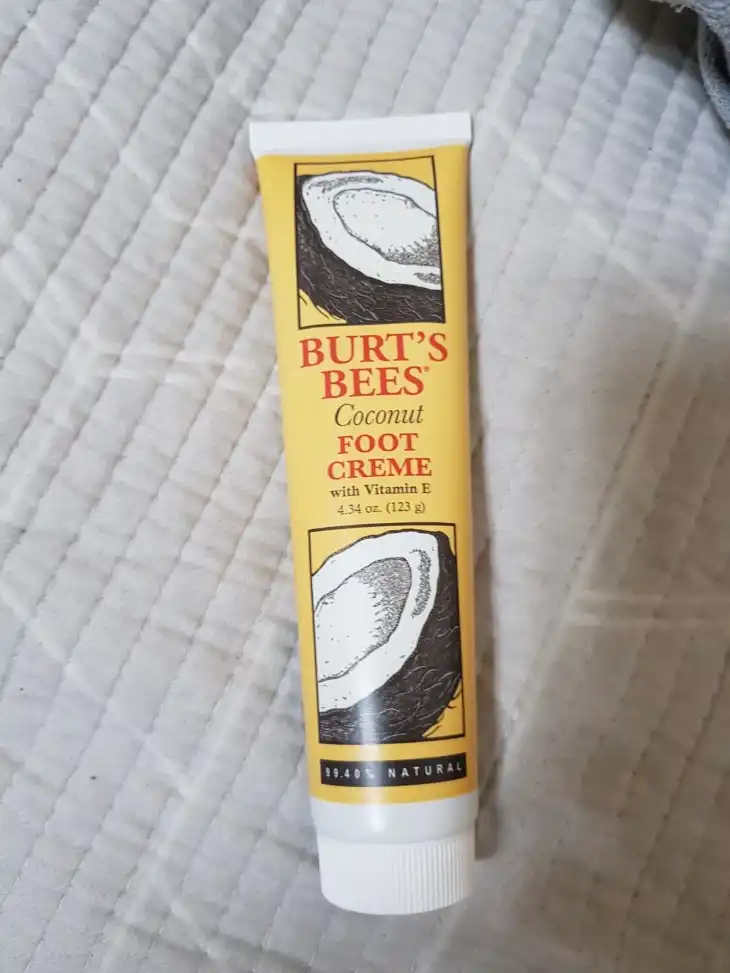 BURT'S
BEES®
Coconut
FOOT
CREME
with Vitamin E
4.34 oz. (123 g)
99.40% NATURAL